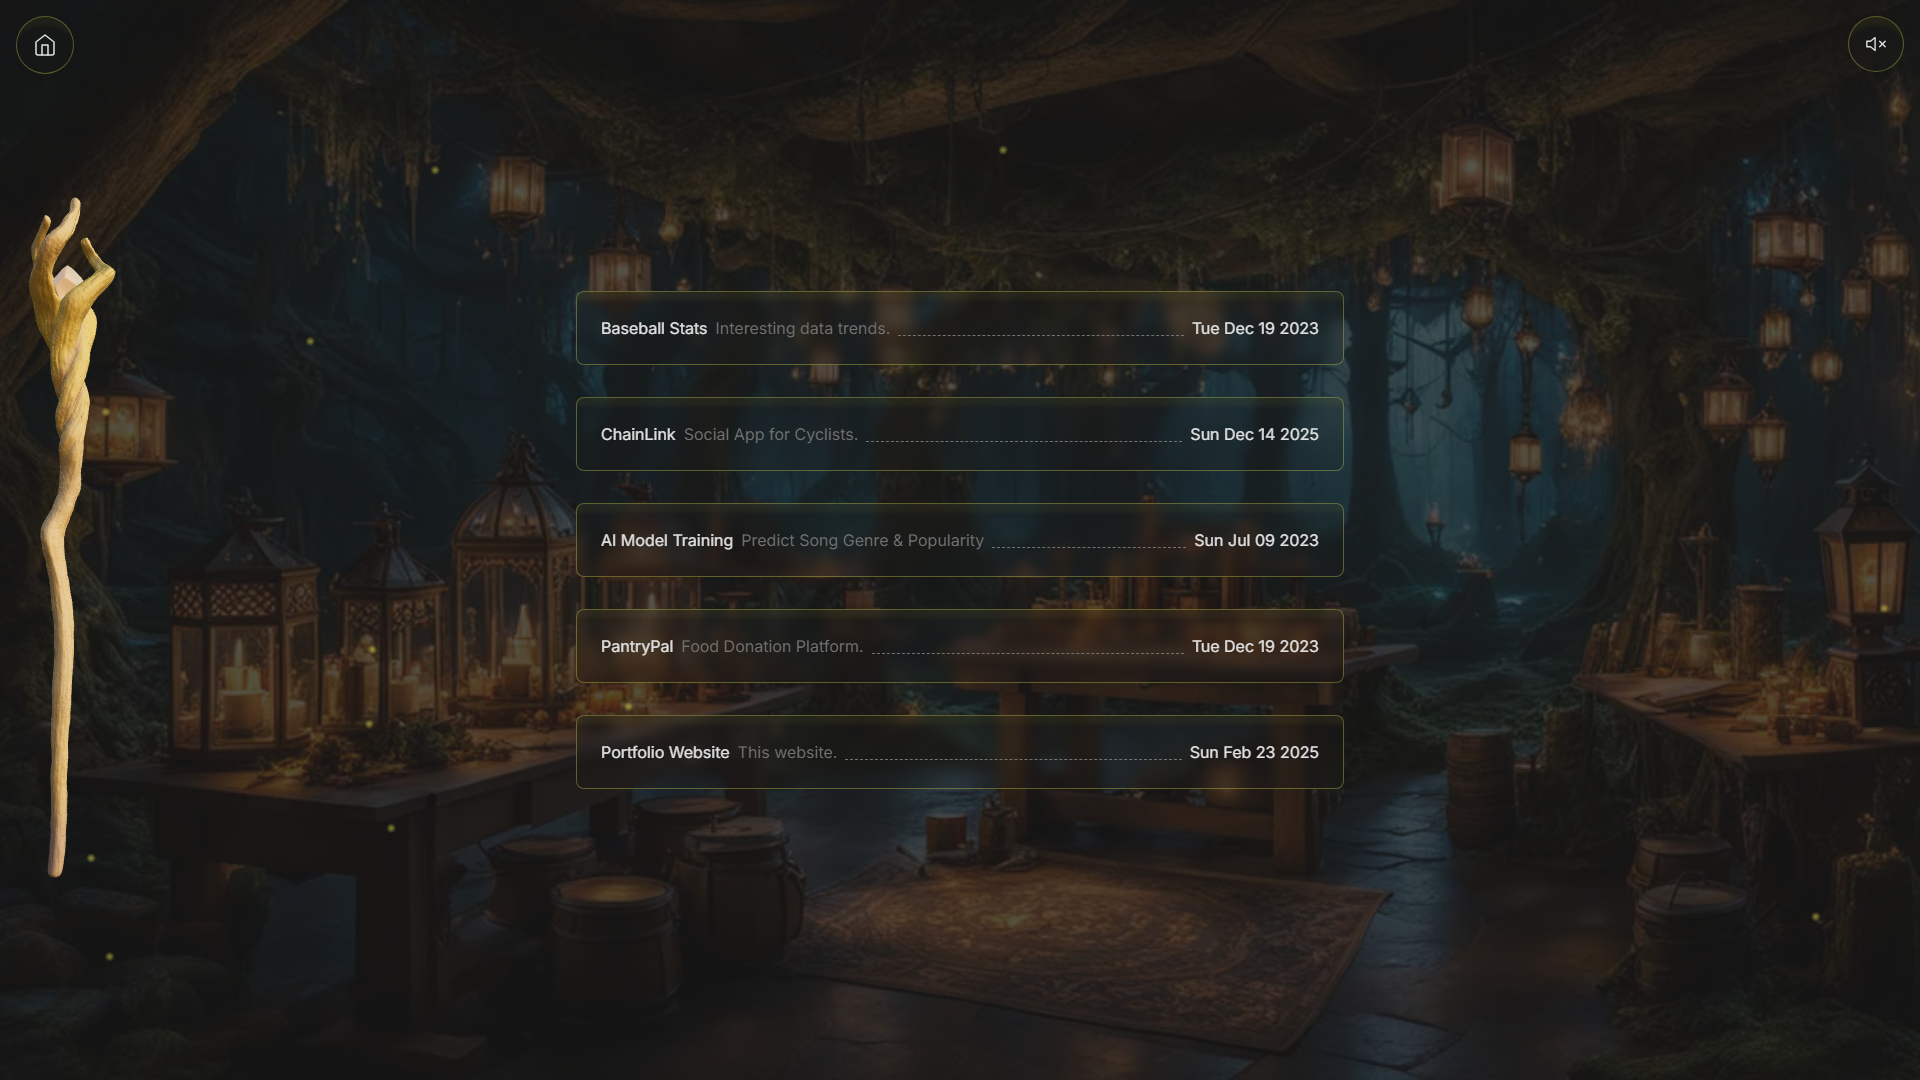 Baseball Stats Interesting data trends. Tue Dec 19 2023
ChainLink Social App for Cyclists. Sun Dec 14 2025
AI Model Training Predict Song Genre & Popularity Sun Jul 09 2023
PantryPal Food Donation Platform. Tue Dec 19 2023
Portfolio Website This website. Sun Feb 23 2025